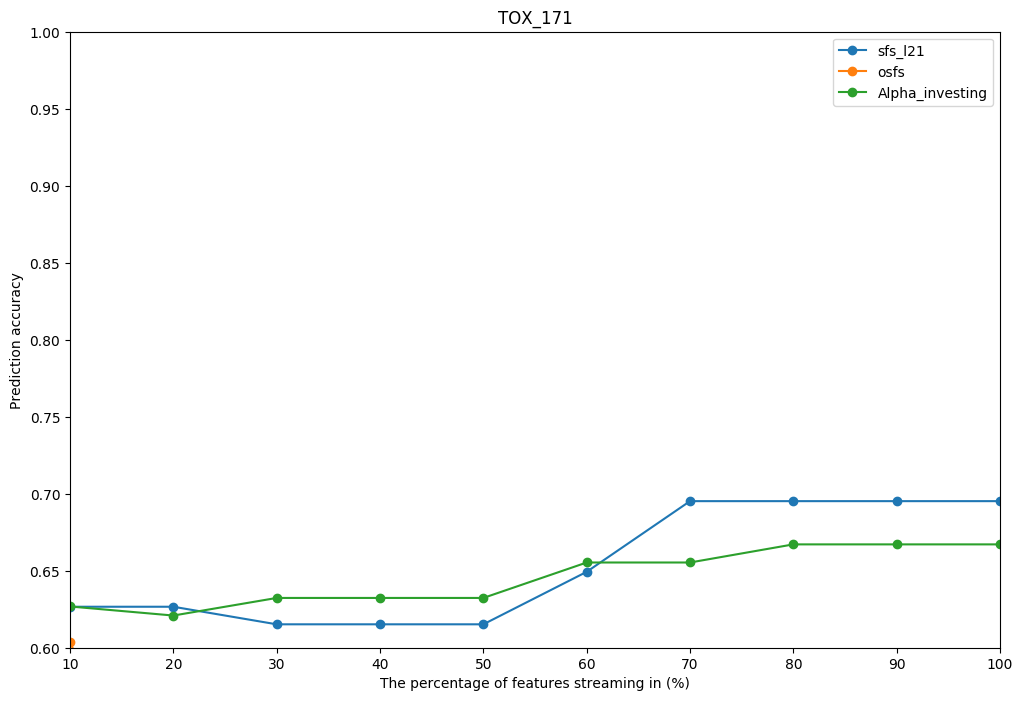 TOX_171
sfs_l21
osfs
Alpha_investing
Prediction accuracy
1.00
0.95
0.90
0.85
0.80
0.75
0.70
0.65
0.60
10 20 30 40 50 60 70 80 90 100
The percentage of features streaming in (%)